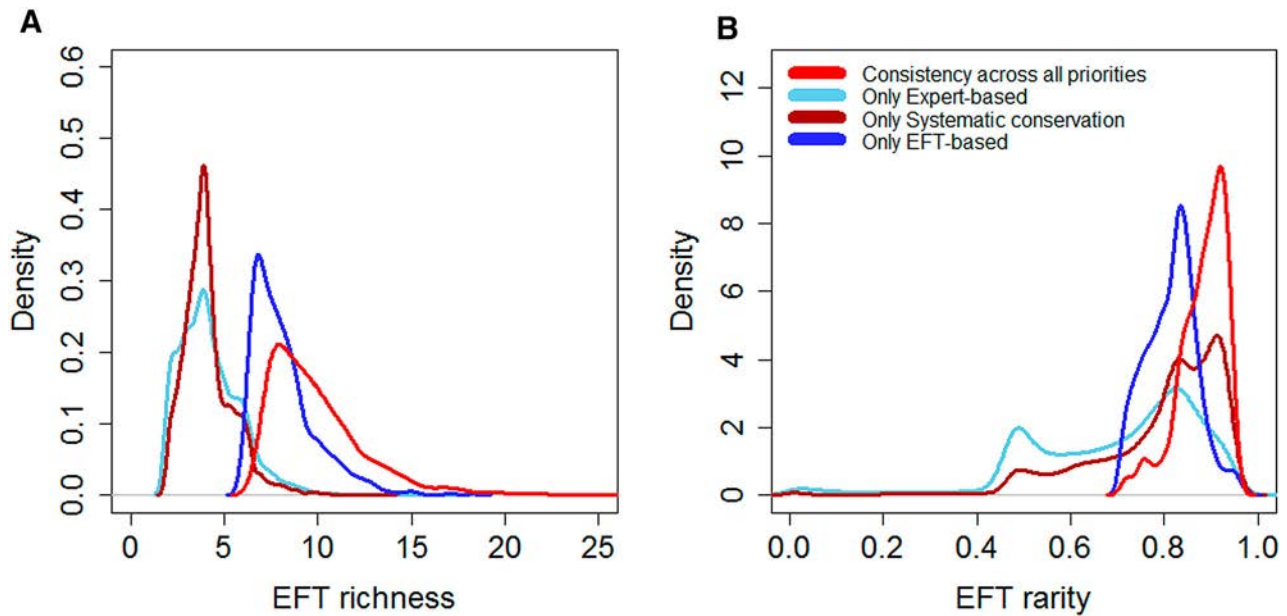 A
0.6
0.5
0.4
0.3
0.2
0.1
0.0
Density
0 5 10 15 20 25
EFT richness
B
12
10
8
6
4
2
0
Density
Consistency across all priorities
Only Expert-based
Only Systematic conservation
Only EFT-based
0.0 0.2 0.4 0.6 0.8 1.0
EFT rarity